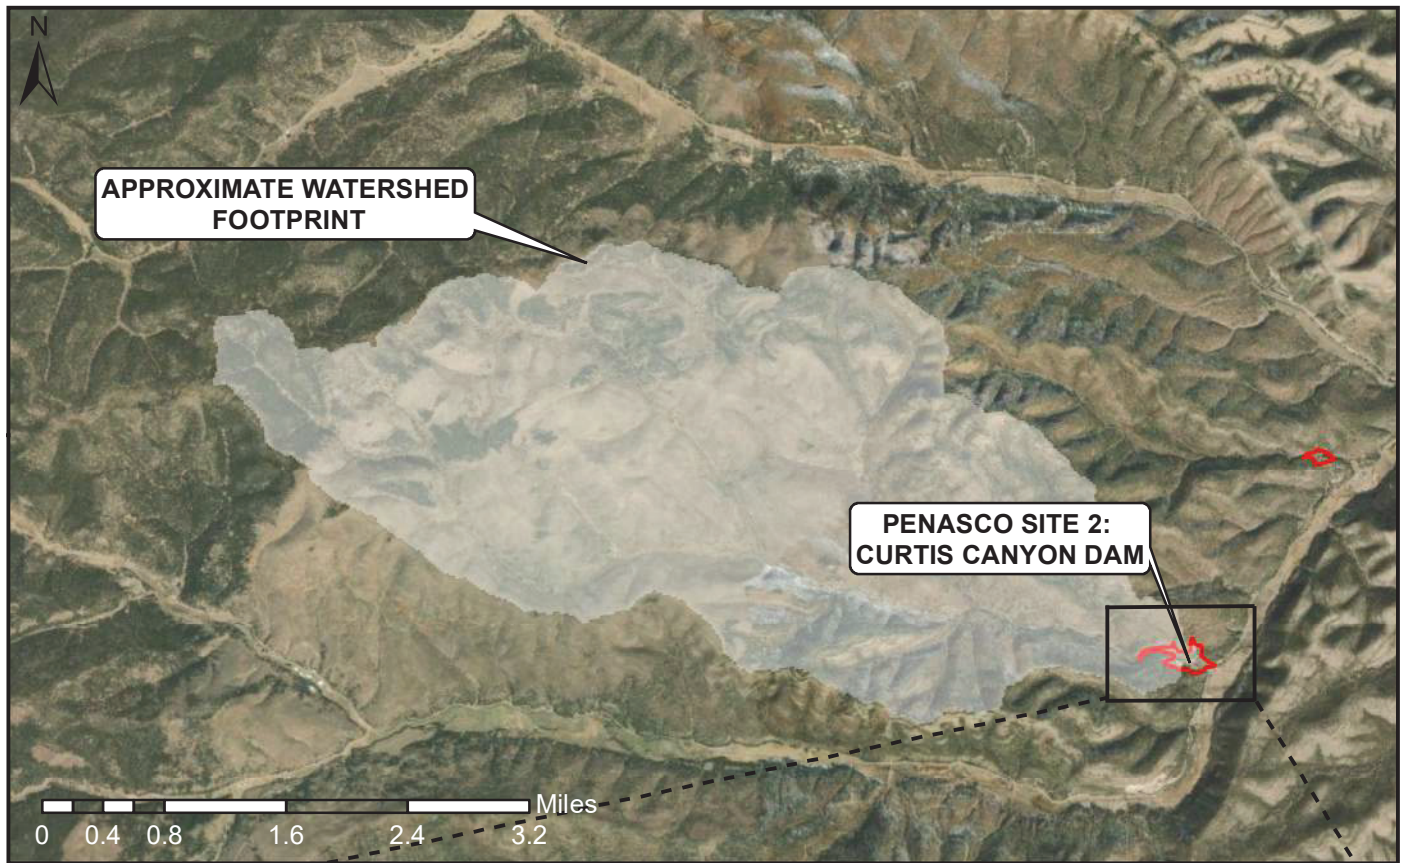 N
APPROXIMATE WATERSHED
FOOTPRINT
PENASCO SITE 2:
CURTIS CANYON DAM
Miles
0 0.4 0.8 1.6 2.4 3.2